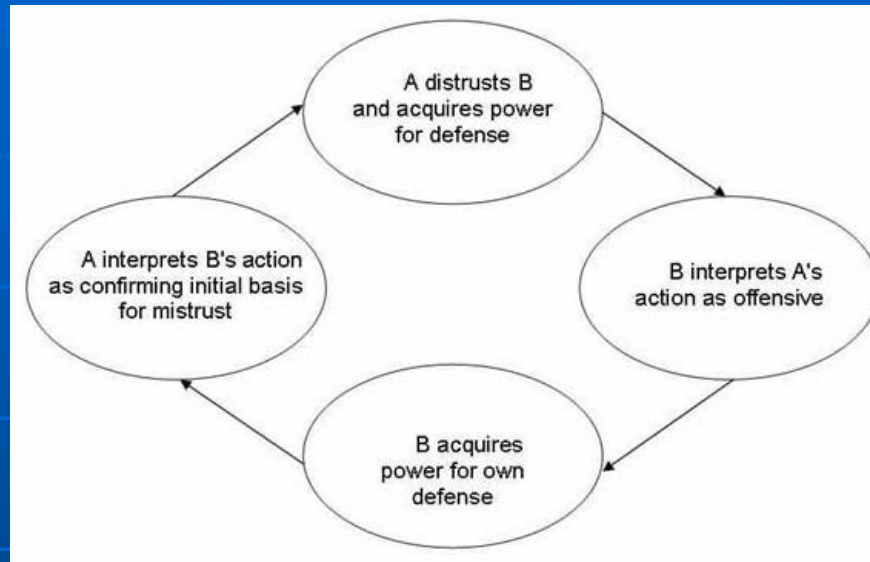 A distrusts B
and acquires power
for defense
B interprets A's
action as offensive
B acquires
power for own
defense
A interprets B's action
as confirming initial basis
for mistrust